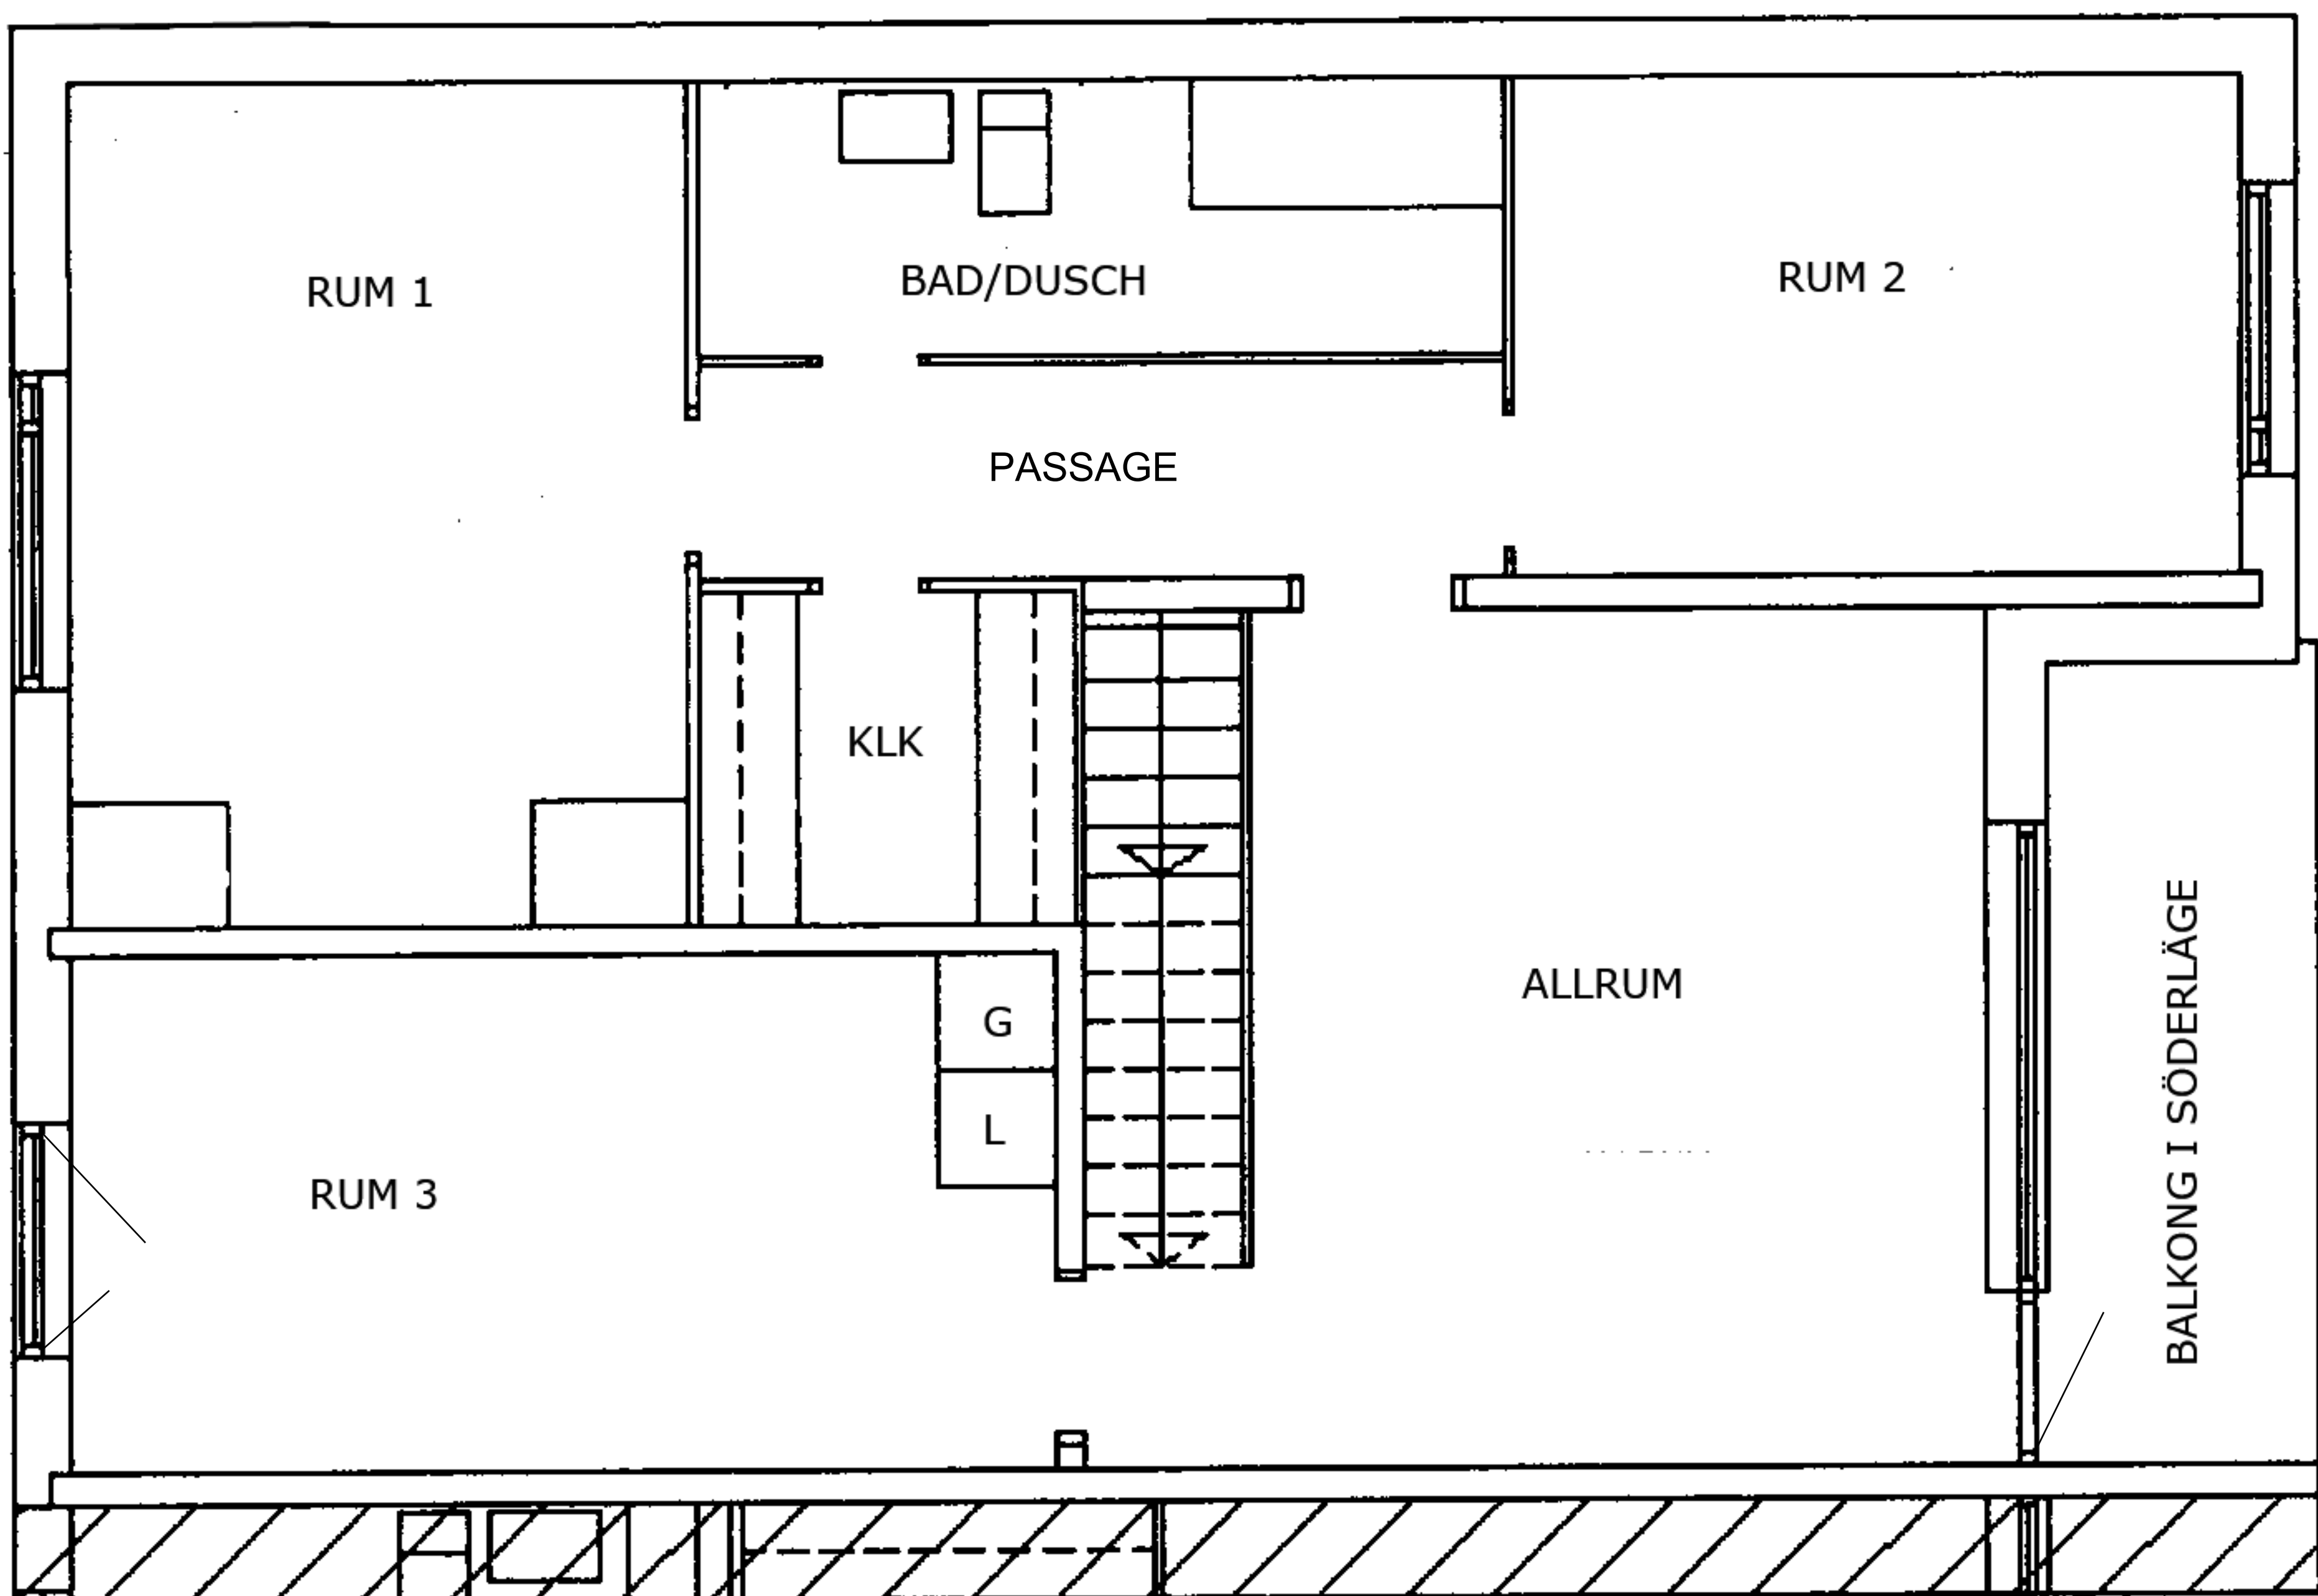 RUM 1
BAD/DUSCH
RUM 2
PASSAGE
KLK
ALLRUM
G
L
RUM 3
BALKONG I SÖDERLÄGE